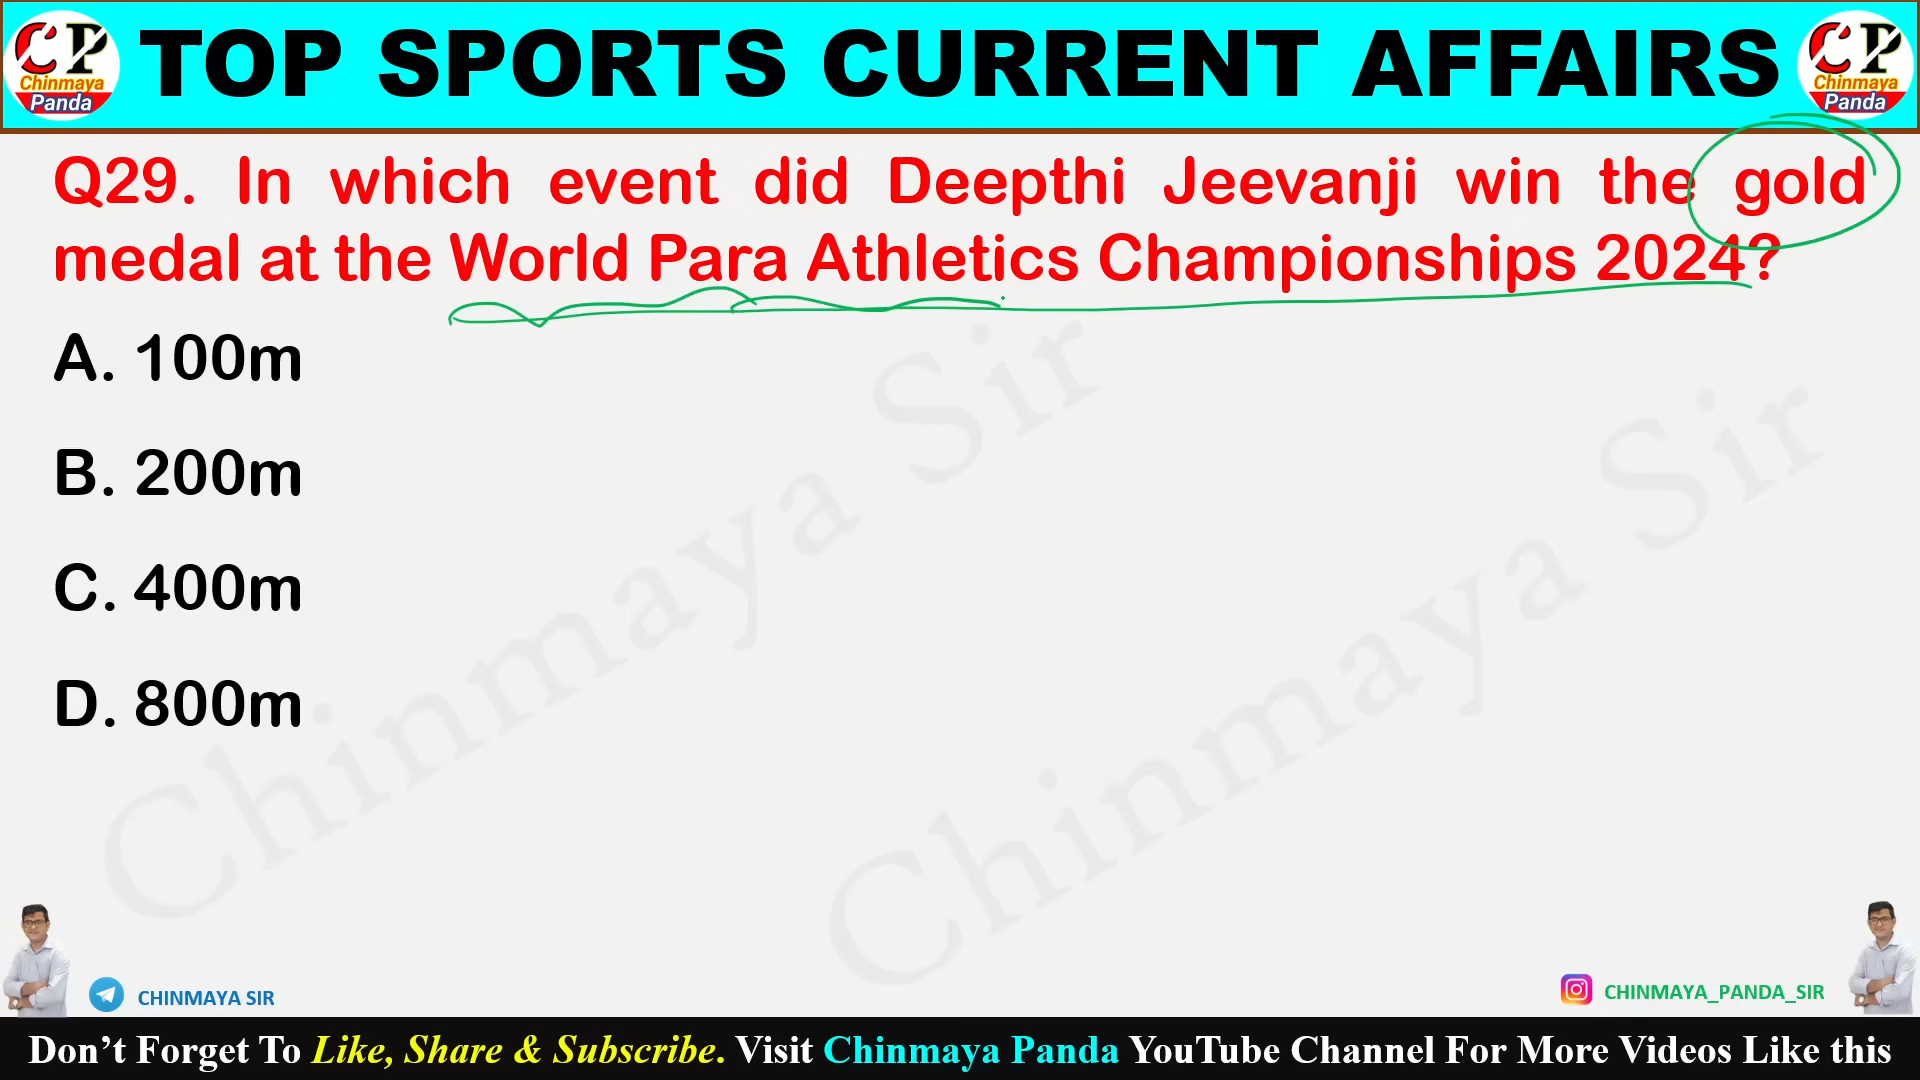 CP
Chinmaya
Panda
TOP SPORTS CURRENT AFFAIRS
CP
Chinmaya
Panda
Q29. In which event did Deepthi Jeevanji win the gold
medal at the World Para Athletics Championships 2024?
A. 100m
B. 200m
C. 400m
D. 800m
Chinmaya Sir
Chinmaya Sir
CHINMAYA SIR
CHINMAYA_PANDA_SIR
Don’t Forget To Like, Share & Subscribe. Visit Chinmaya Panda YouTube Channel For More Videos Like this